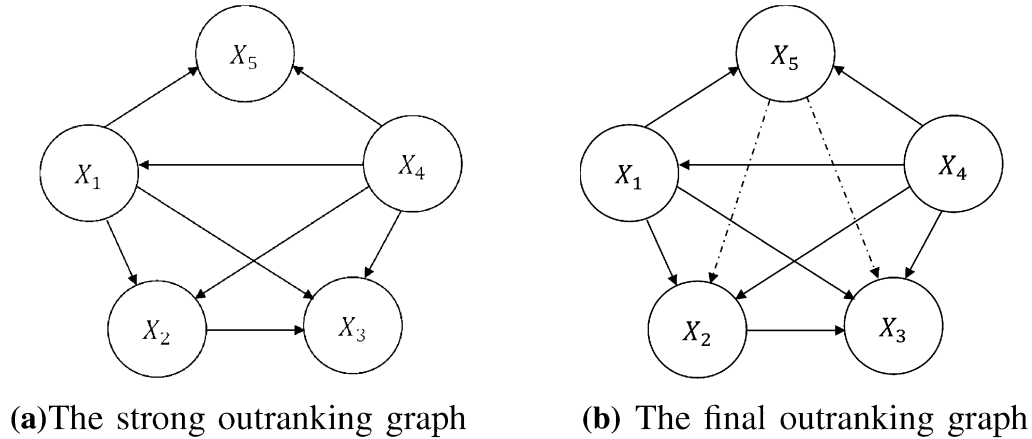 X5 X5
X1 X4 X1 X4
X2 X3 X2 X3
(a)The strong outranking graph (b) The final outranking graph